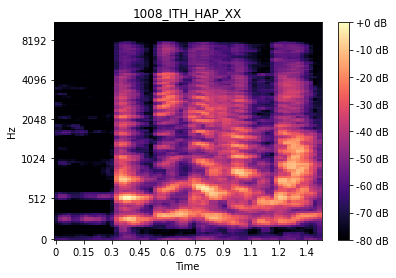 1008_ITH_HAP_XX
+0 dB
8192
-10 dB
4096
-20 dB
-30 dB
2048
Hz
-40 dB
1024
-50 dB
512
-60 dB
-70 dB
0
-80 dB
0 0.15 0.3 0.45 0.6 0.75 0.9 1.1 1.2 1.4
Time